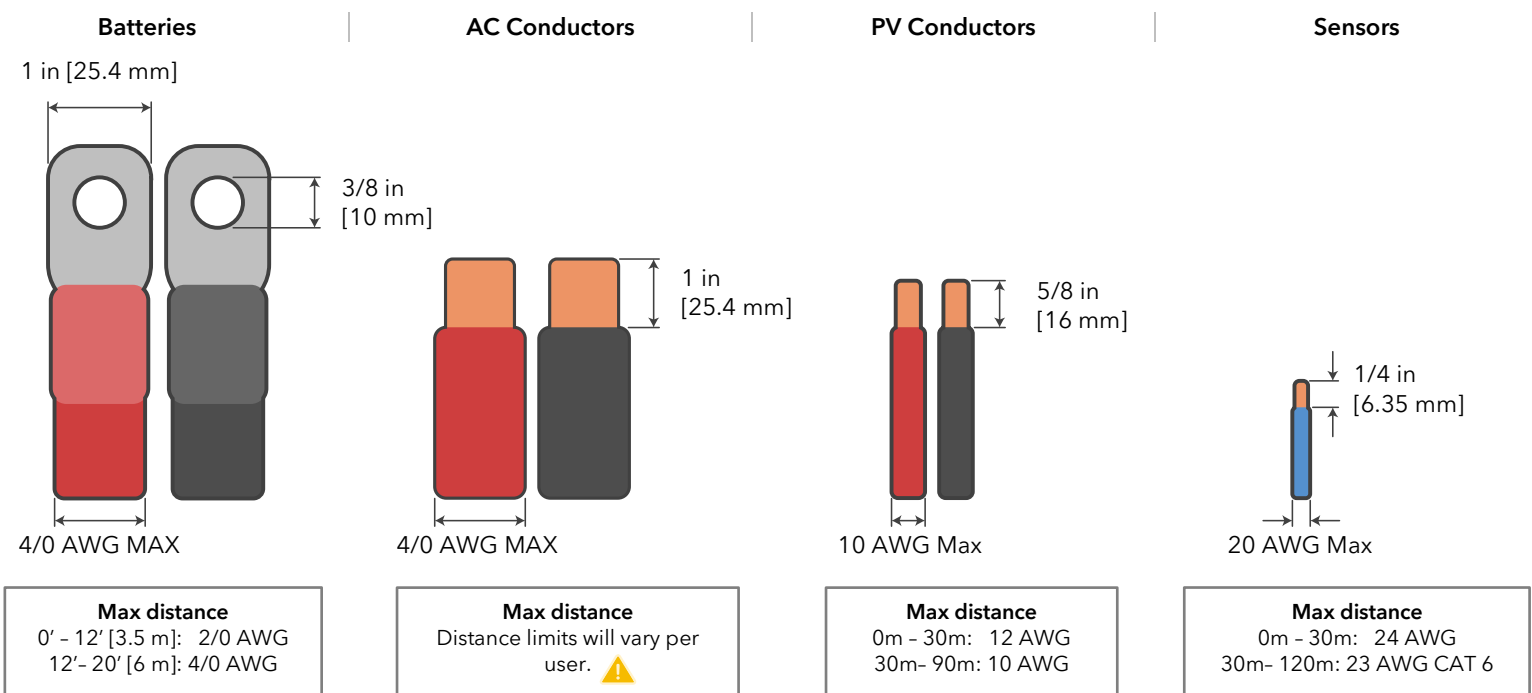 Batteries
AC Conductors
PV Conductors
Sensors
1 in [25.4 mm]
3/8 in
[10 mm]
1 in
[25.4 mm]
5/8 in
[16 mm]
1/4 in
[6.35 mm]
4/0 AWG MAX
4/0 AWG MAX
10 AWG Max
20 AWG Max
Max distance
0' – 12' [3.5 m]: 2/0 AWG
12'– 20' [6 m]: 4/0 AWG
Max distance
Distance limits will vary per
user.
Max distance
0m – 30m: 12 AWG
30m– 90m: 10 AWG
Max distance
0m – 30m: 24 AWG
30m– 120m: 23 AWG CAT 6